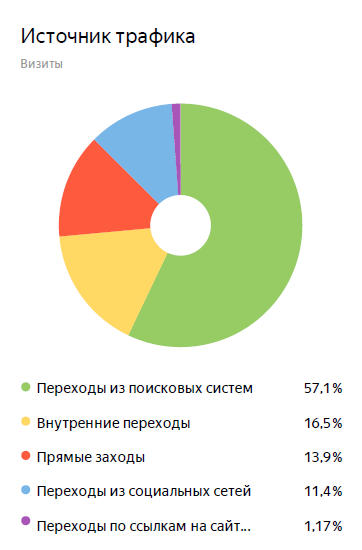 Источник трафика
Визиты
Переходы из поисковых систем 57,1%
Внутренние переходы 16,5%
Прямые заходы 13,9%
Переходы из социальных сетей 11,4%
Переходы по ссылкам на сайт... 1,17%